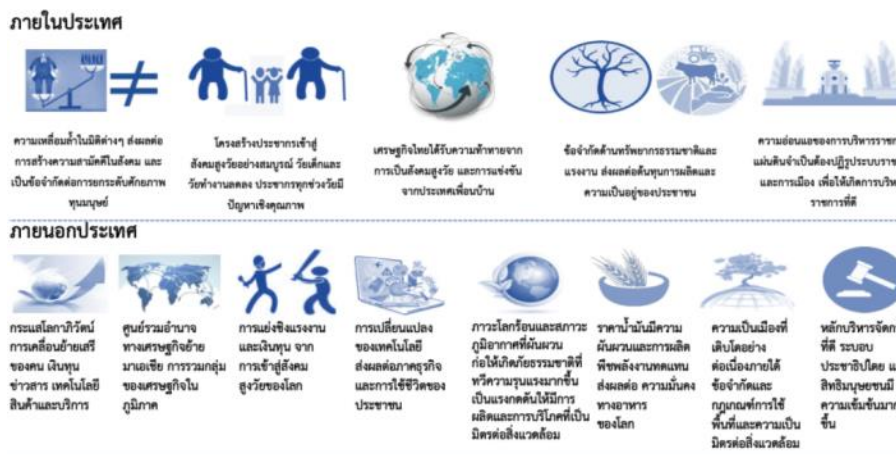 ภายในประเทศ
ความเหลื่อมล้ำในมิติต่างๆ ส่งผลต่อ
การสร้างความสามัคคีในสังคม และ
เป็นข้อจำกัดต่อการยกระดับศักยภาพ
ทุนมนุษย์
โครงสร้างประชากรเข้าสู่
สังคมสูงวัยอย่างสมบูรณ์ วัยเด็กและ
วัยทำงานลดลง ประชากรทุกช่วงวัยมี
ปัญหาเชิงคุณภาพ
เศรษฐกิจไทยได้รับความท้าทายจาก
การเป็นสังคมสูงวัย และการแข่งขัน
จากประเทศเพื่อนบ้าน
ข้อจำกัดด้านทรัพยากรธรรมชาติและ
แรงงาน ส่งผลต่อต้นทุนการผลิตและ
ความเป็นอยู่ของประชาชน
ความอ่อนแอของการบริหารราชก
แผ่นดินจำเป็นต้องปฏิรูประบบราช
และการเมือง เพื่อให้เกิดการบริห
ราชการที่ดี
ภายนอกประเทศ
กระแสโลกาภิวัตน์
การเคลื่อนย้ายเสรี
ของคน เงินทุน
ข่าวสาร เทคโนโลยี
สินค้าและบริการ
ศูนย์รวมอำนาจ
ทางเศรษฐกิจย้าย
มาเอเชีย การรวมกลุ่ม
ของเศรษฐกิจใน
ภูมิภาค
การแย่งชิงแรงงาน
และเงินทุน จาก
การเข้าสู่สังคม
สูงวัยของโลก
การเปลี่ยนแปลง
ของเทคโนโลยี
ส่งผลต่อภาคธุรกิจ
และการใช้ชีวิตของ
ประชาชน
ภาวะโลกร้อนและสภาวะ
ภูมิอากาศที่ผันผวน
ก่อให้เกิดภัยธรรมชาติที่
ทวีความรุนแรงมากขึ้น
เป็นแรงกดดันให้มีการ
ผลิตและการบริโภคที่เป็น
มิตรต่อสิ่งแวดล้อม
ราคาน้ำมันมีความ
ผันผวนและการผลิต
พืชพลังงานทดแทน
ส่งผลต่อ ความมั่นคง
ทางอาหาร
ของโลก
ความเป็นเมืองที่
เติบโตอย่าง
ต่อเนื่องภายใต้
ข้อจำกัดและ
กฎเกณฑ์การใช้
พื้นที่และความเป็น
มิตรต่อสิ่งแวดล้อม
หลักบริหารจัดก
ที่ดี ระบอบ
ประชาธิปไตย แ
สิทธิมนุษยชนมี
ความเข้มข้นมาก
ขึ้น